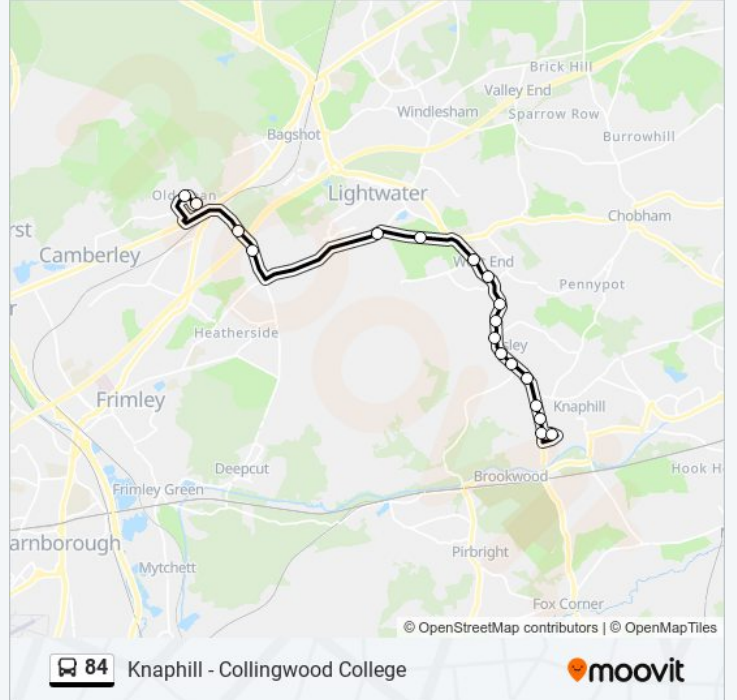 Brick Hill
Valley End
Windlesham
Sparrow Row
Bagshot
Burrowhill
Lightwater
Chobham
rst
Camberley
End
Pennypot
r
Heatherside
sley
Frimley
Knaphill
Deepcut
Brookwood
Hook H
Frimley Green
arnborough
Pirbright
Mytchett
Fox Corner
© OpenStreetMap contributors | © OpenMapTiles
84 Knaphill - Collingwood College
moovit